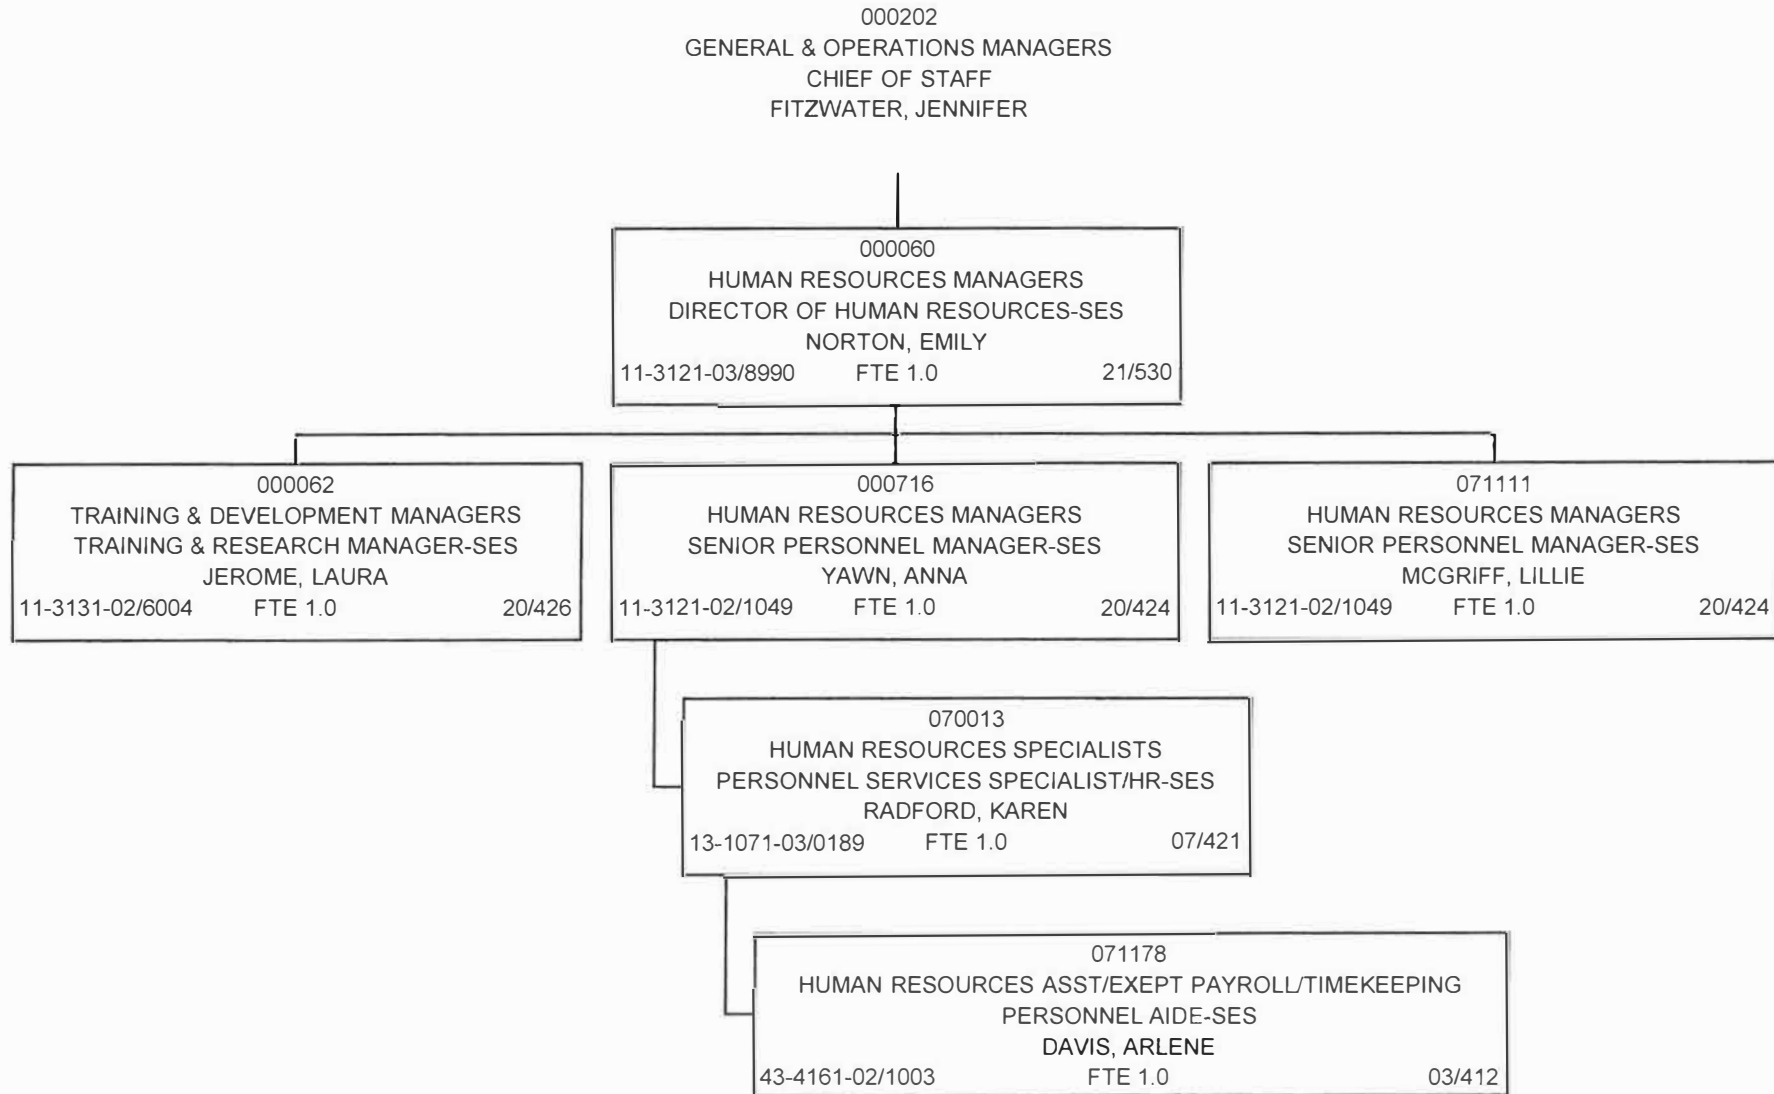 000202
GENERAL & OPERATIONS MANAGERS
CHIEF OF STAFF
FITZWATER, JENNIFER
000060
HUMAN RESOURCES MANAGERS
DIRECTOR OF HUMAN RESOURCES-SES
NORTON, EMILY
11-3121-03/8990 FTE 1.0 21/530
000062
TRAINING & DEVELOPMENT MANAGERS
TRAINING & RESEARCH MANAGER-SES
JEROME, LAURA
11-3131-02/6004 FTE 1.0 20/426
000716
HUMAN RESOURCES MANAGERS
SENIOR PERSONNEL MANAGER-SES
YAWN, ANNA
11-3121-02/1049 FTE 1.0 20/424
071111
HUMAN RESOURCES MANAGERS
SENIOR PERSONNEL MANAGER-SES
MCGRIFF, LILLIE
11-3121-02/1049 FTE 1.0 20/424
070013
HUMAN RESOURCES SPECIALISTS
PERSONNEL SERVICES SPECIALIST/HR-SES
RADFORD, KAREN
13-1071-03/0189 FTE 1.0 07/421
071178
HUMAN RESOURCES ASST/EXEPT PAYROLL/TIMEKEEPING
PERSONNEL AIDE-SES
DAVIS, ARLENE
43-4161-02/1003 FTE 1.0 03/412